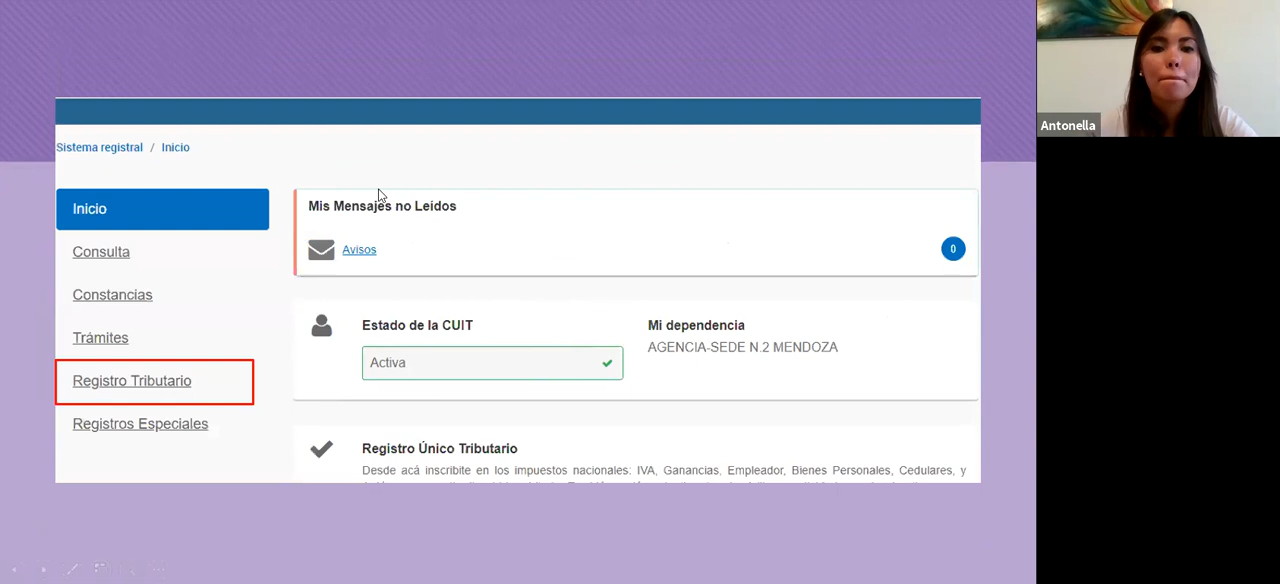 Sistema registral / Inicio
Inicio
Consulta
Constancias
Trámites
Registro Tributario
Registros Especiales
Mis Mensajes no Leidos
Avisos
0
Estado de la CUIT
Activa
Mi dependencia
AGENCIA-SEDE N.2 MENDOZA
Registro Único Tributario
Desde acá inscribite en los impuestos nacionales: IVA, Ganancias, Empleador, Bienes Personales, Cedulares, y
Antonella